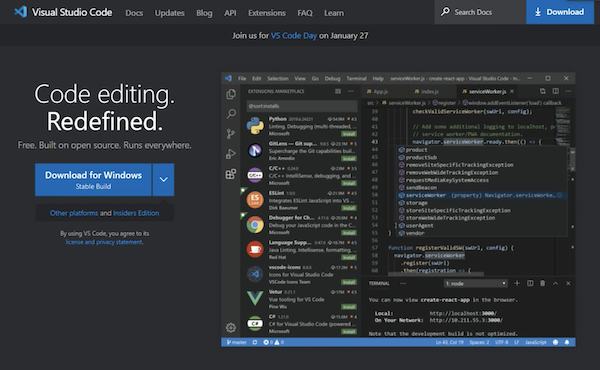 Visual Studio Code
Docs Updates Blog API Extensions FAQ Learn
Search Docs
Download
Join us for VS Code Day on January 27
Code editing.
Redefined.
Free. Built on open source. Runs everywhere.
Download for Windows
Stable Build
Other platforms and Insiders Edition
By using VS Code, you agree to its
license and privacy statement.
File Edit Selection View Go Debug Terminal Help serviceWorker.js - create-react-app - Visual Studio Code
EXTENSIONS: MARKETPLACE
@sort:installs
Python
Linting, Debugging (multi-threaded,
Microsoft Install
GitLens — Git sup
Supercharge the Git capabilities
Eric Amodio Install
C/C++
C/C++ IntelliSense, debugging, and
Microsoft Install
ESLint
Integrates ESLint JavaScript into VS
Dirk Baeumer Install
Debugger for Ch
Debug your JavaScript code in the
Microsoft Install
Language Supp
Java Linting, Intellisense, formatting,
Red Hat Install
vscode-icons
Icons for Visual Studio Code
VSCode Icons Team Install
Vetur
Vue tooling for VS Code
Pine Wu Install
C#
C# for Visual Studio Code (powered
Microsoft Install
App.js index.js serviceWorker.js
checkValidServiceWorker(swUrl, config);
// Add some additional logging to localhost,
// service worker/PWA documentation.
navigator.serviceWorker.ready.then(() => {
product
productSub
removeSiteSpecificTrackingException
removeWebWideTrackingException
requestMediaKeySystemAccess
sendBeacon
serviceWorker (property) Navigator.serviceWorke…
storage
storeSiteSpecificTrackingException
storeWebWideTrackingException
userAgent
vendor
function registerValidSW(swUrl, config) {
navigator.serviceWorker
.register(swUrl)
.then(registration => {
TERMINAL 1: node
You can now view create-react-app in the browser.
Local: http://localhost:3000/
On Your Network: http://10.211.55.3:3000/
Note that the development build is not optimized.
master
Ln 43, Col 19 Spaces: 2 UTF-8 LF JavaScript